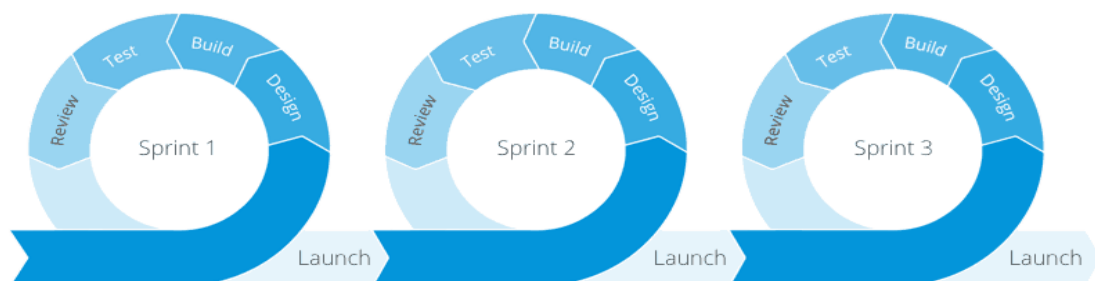 Test
Build
Design
Review
Sprint 1
Launch
Test
Build
Design
Review
Sprint 2
Launch
Test
Build
Design
Review
Sprint 3
Launch